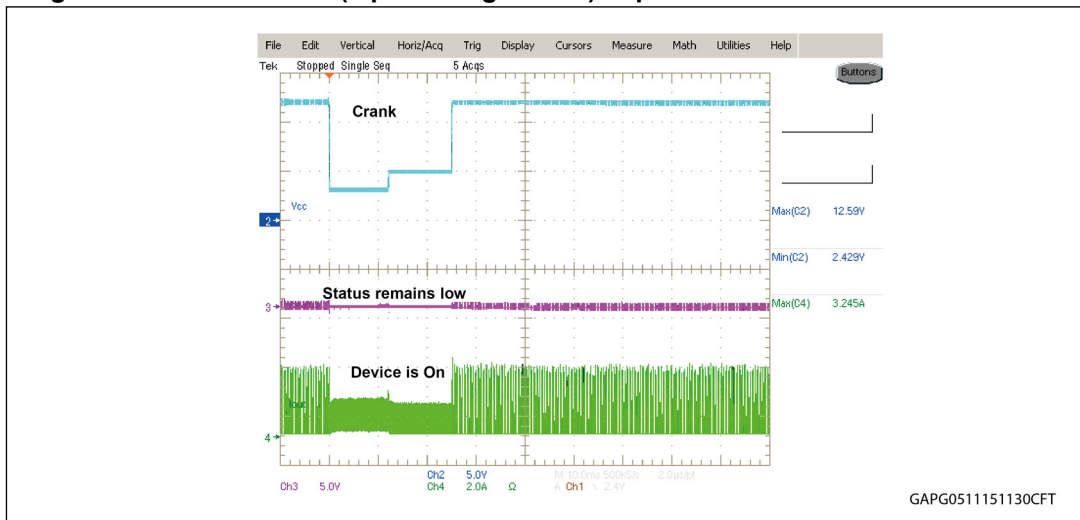 File Edit Vertical Horiz/Acq Trig Display Cursors Measure Math Utilities Help
Tek Stopped Single Seq 5 Acqs
Buttons
Crank
Vcc
2
Max(C2) 12.59V
Min(C2) 2.429V
Status remains low
3
Max(C4) 3.245A
Device is On
Iout
4
Ch2 5.0V M 10.0ms 500kS/s 2.0µs/pt
Ch3 5.0V Ch4 2.0A Ω A Ch1 2.4V
GAPG0511151130CFT